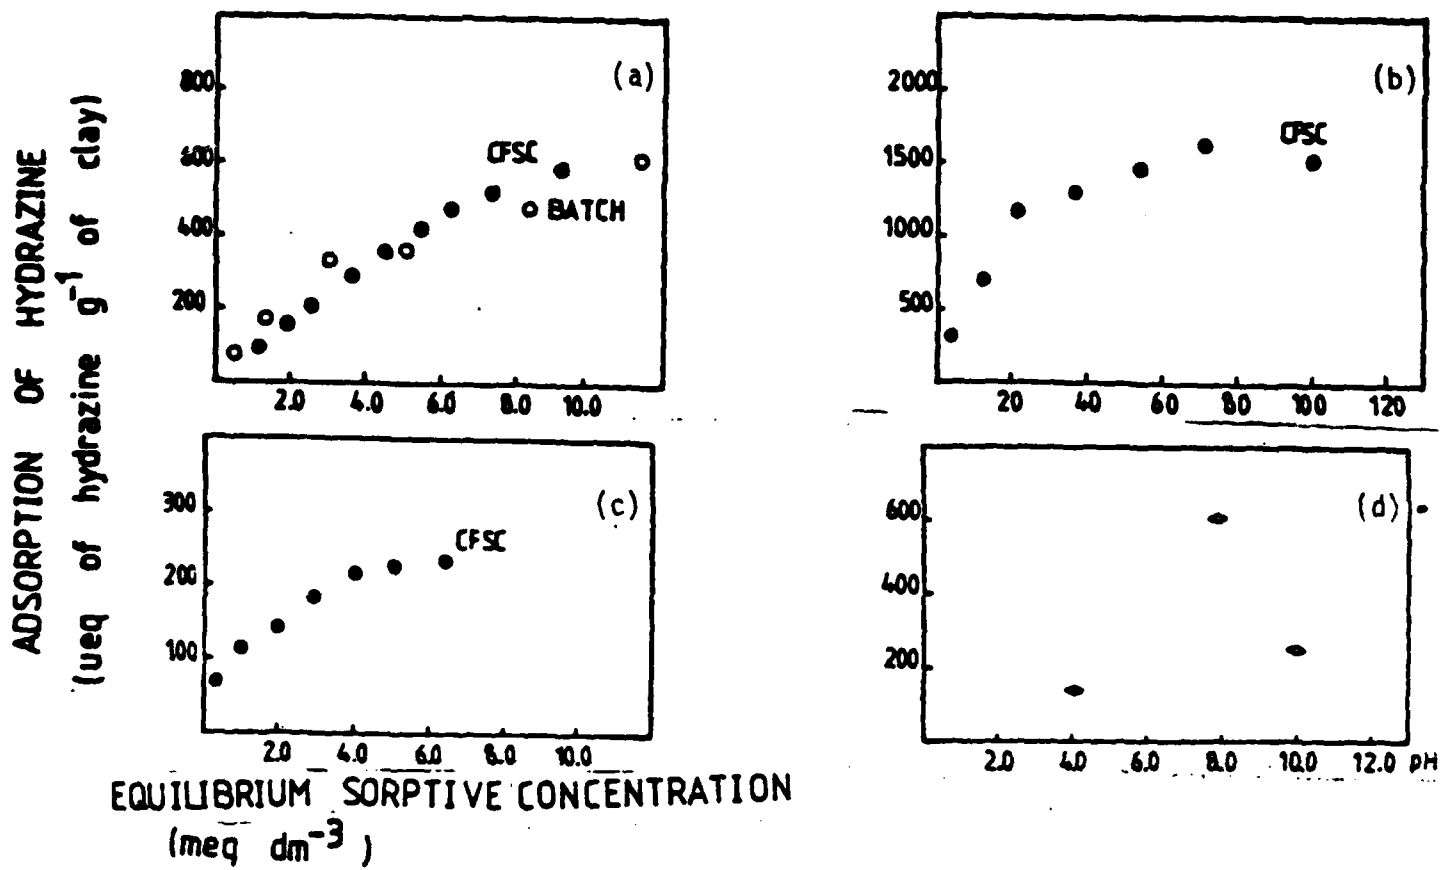 ADSORPTION OF HYDRAZINE
(ueq of hydrazine g-1 of clay)
(a)
800
600
400
200
CFSC
BATCH
2.0 4.0 6.0 8.0 10.0
(b)
2000
1500
1000
500
CFSC
20 40 60 80 100 120
(c)
300
200
100
CFSC
2.0 4.0 6.0 8.0 10.0
(d)
600
400
200
2.0 4.0 6.0 8.0 10.0 12.0 pH
EQUILIBRIUM SORPTIVE CONCENTRATION
(meq dm-3)